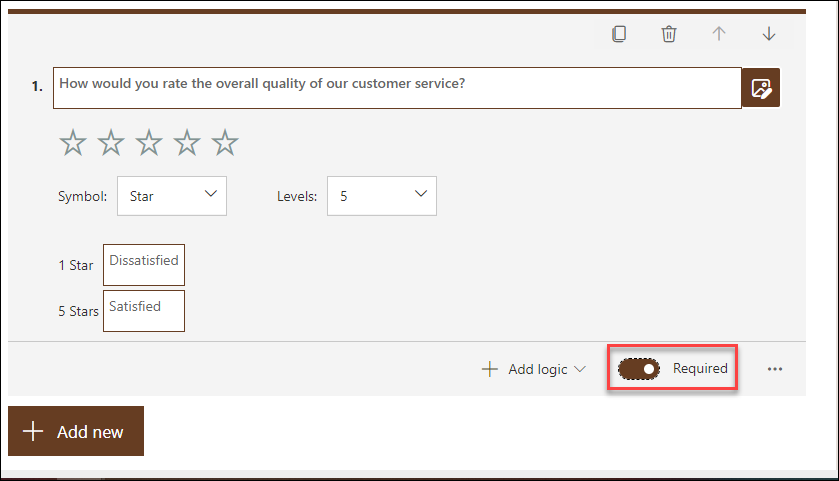 1. How would you rate the overall quality of our customer service?
Symbol: Star Levels: 5
1 Star Dissatisfied
5 Stars Satisfied
Add logic Required
Add new